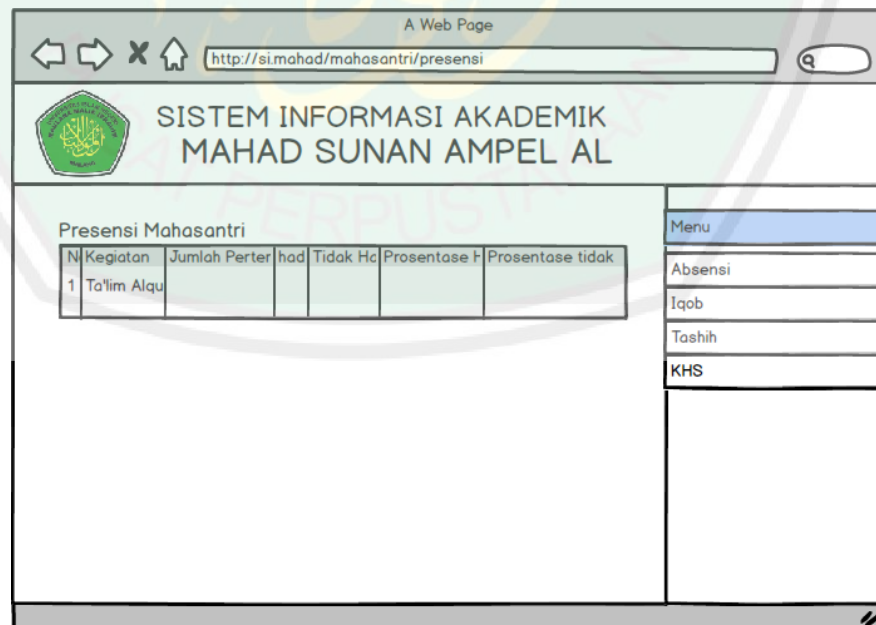 A Web Page
http://si.mahad/mahasantri/presensi
SISTEM INFORMASI AKADEMIK
MAHAD SUNAN AMPEL AL
Presensi Mahasantri
N Kegiatan Jumlah Perter had Tidak Ha Prosentase H Prosentase tidak
1 Ta'lim Alqu
Menu
Absensi
Iqob
Tashih
KHS
PERPUSTAKAAN